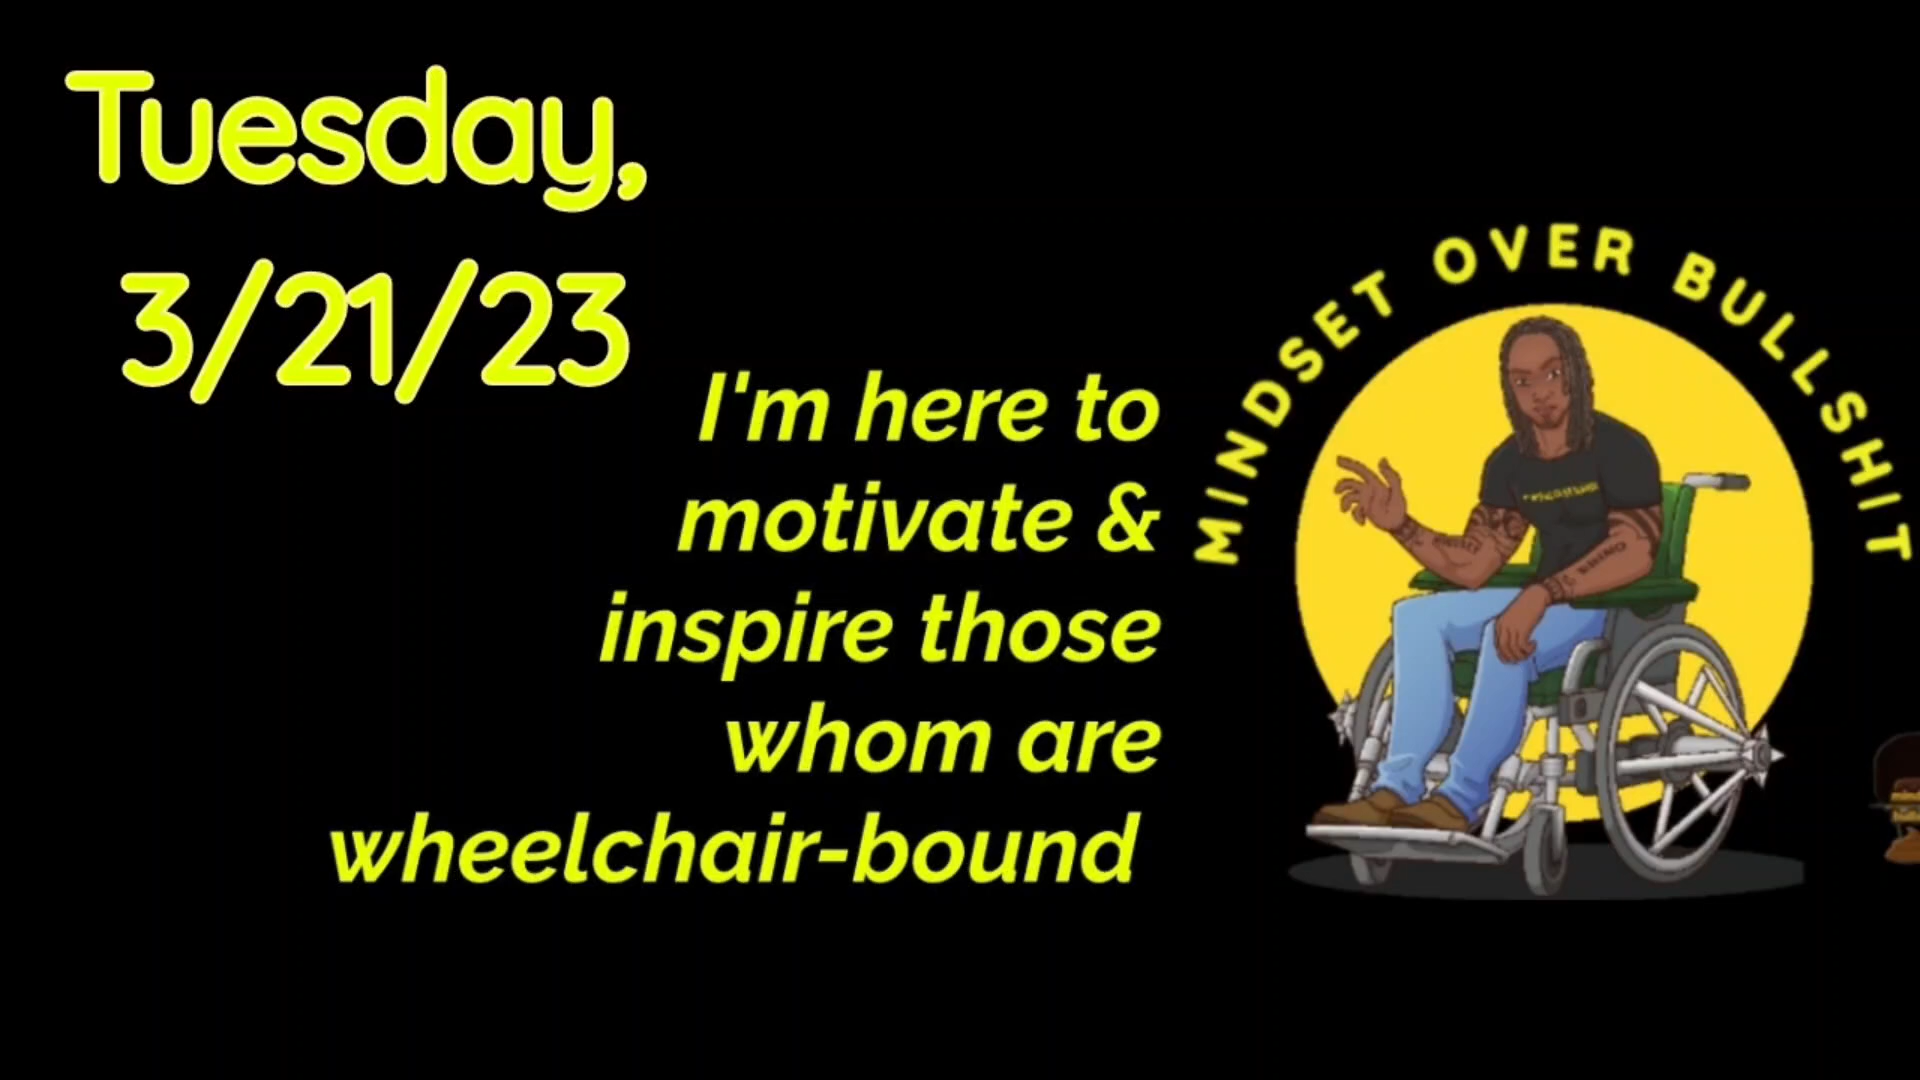 Tuesday,
3/21/23
I'm here to
motivate &
inspire those
whom are
wheelchair-bound
MINDSET OVER BULLSHIT